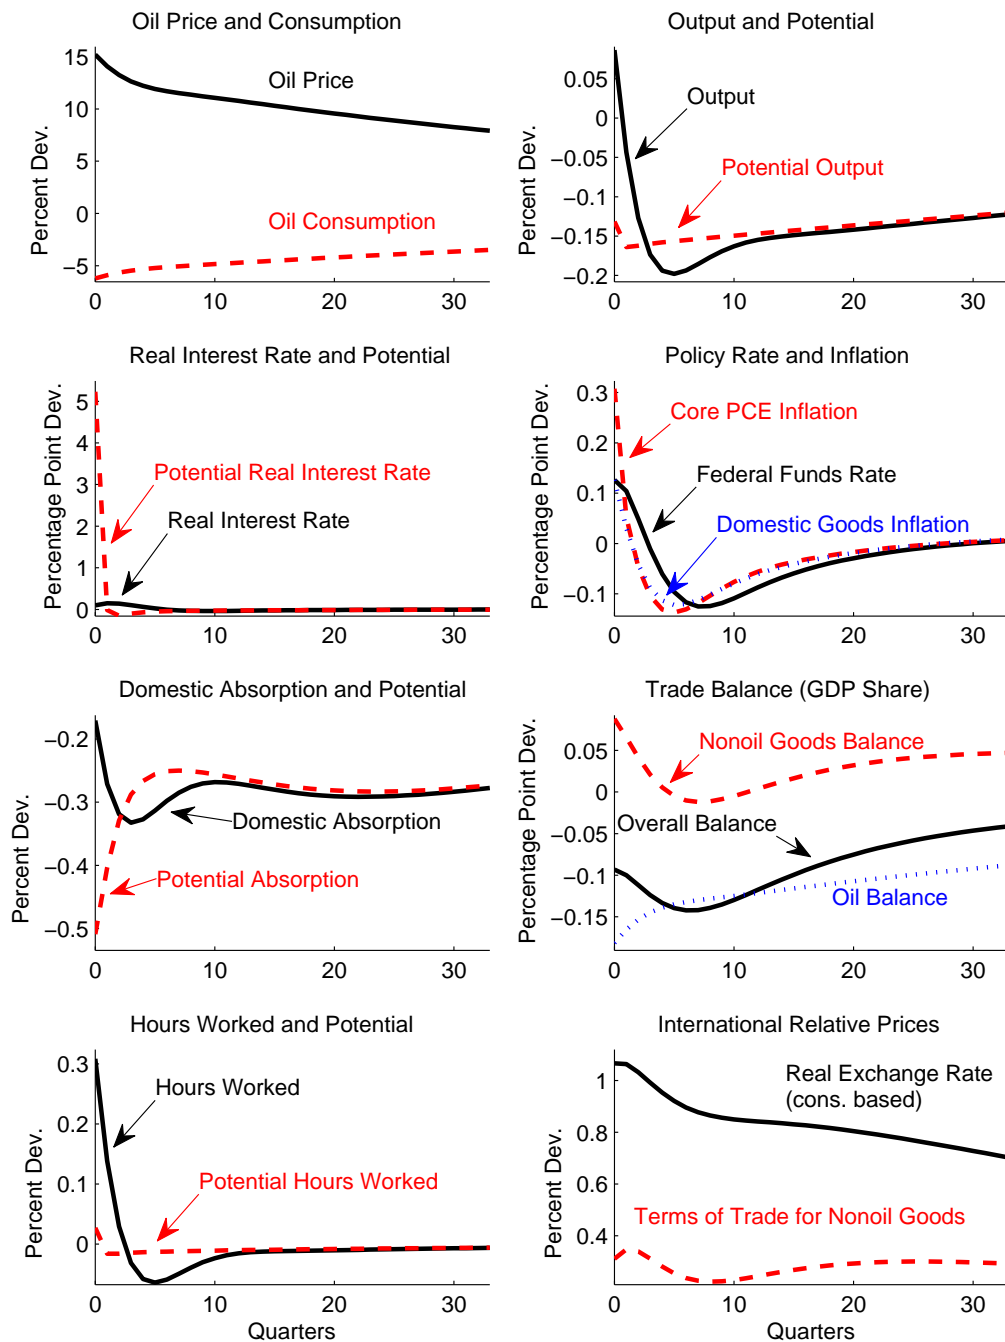 Oil Price and Consumption
Percent Dev.
15
10
5
0
−5
Oil Price
Oil Consumption
0
10
20
30
Output and Potential
Percent Dev.
0.05
0
−0.05
−0.1
−0.15
−0.2
Output
Potential Output
0
10
20
30
Real Interest Rate and Potential
Percentage Point Dev.
5
4
3
2
1
0
Potential Real Interest Rate
Real Interest Rate
0
10
20
30
Policy Rate and Inflation
Percentage Point Dev.
0.3
0.2
0.1
0
−0.1
Core PCE Inflation
Federal Funds Rate
Domestic Goods Inflation
0
10
20
30
Domestic Absorption and Potential
Percent Dev.
−0.2
−0.3
−0.4
−0.5
Domestic Absorption
Potential Absorption
0
10
20
30
Trade Balance (GDP Share)
Percentage Point Dev.
0.05
0
−0.05
−0.1
−0.15
Nonoil Goods Balance
Overall Balance
Oil Balance
0
10
20
30
Hours Worked and Potential
Percent Dev.
0.3
0.2
0.1
0
Hours Worked
Potential Hours Worked
0
10
20
30
Quarters
International Relative Prices
Percent Dev.
1
0.8
0.6
0.4
Real Exchange Rate
(cons. based)
Terms of Trade for Nonoil Goods
0
10
20
30
Quarters